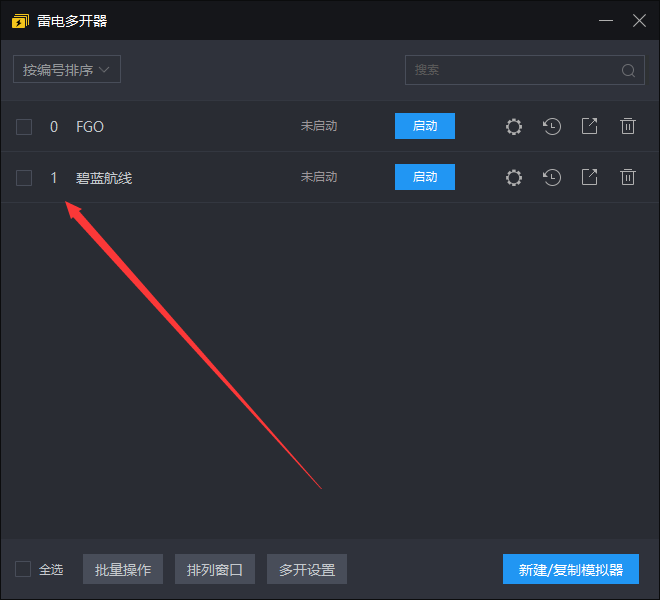 雷电多开器
按编号排序
搜索
0 FGO 未启动 启动
1 碧蓝航线 未启动 启动
全选 批量操作 排列窗口 多开设置 新建/复制模拟器